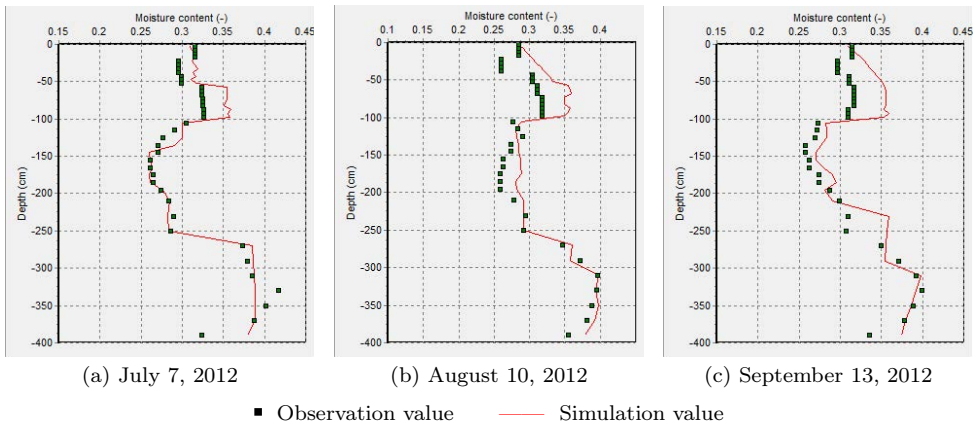 Moisture content (-)
0.15 0.2 0.25 0.3 0.35 0.4 0.45
0
-50
-100
-150
-200
-250
-300
-350
-400
Depth (cm)
(a) July 7, 2012
Moisture content (-)
0.1 0.15 0.2 0.25 0.3 0.35 0.4
0
-50
-100
-150
-200
-250
-300
-350
-400
Depth (cm)
(b) August 10, 2012
Moisture content (-)
0.15 0.2 0.25 0.3 0.35 0.4 0.45
0
-50
-100
-150
-200
-250
-300
-350
-400
Depth (cm)
(c) September 13, 2012
Observation value
Simulation value